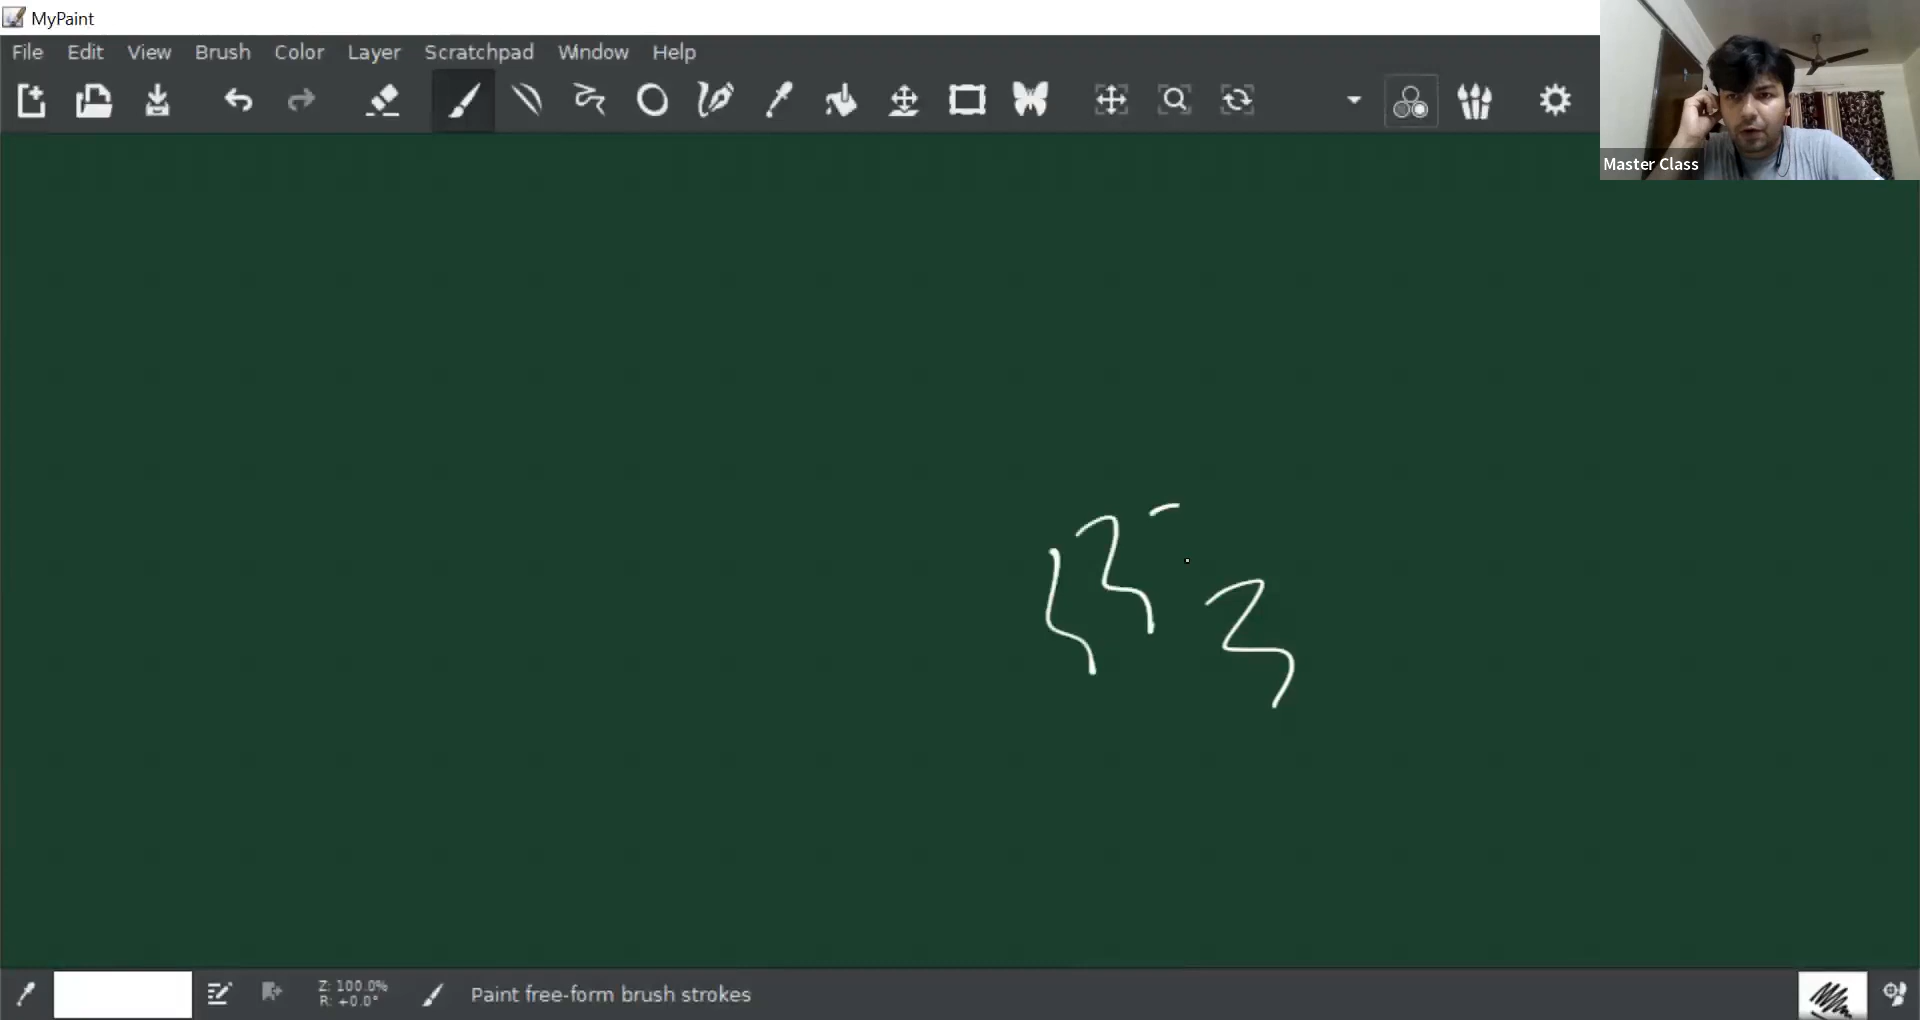 MyPaint
File Edit View Brush Color Layer Scratchpad Window Help
Master Class
Z: 100.0%
R: +0.0°
Paint free-form brush strokes